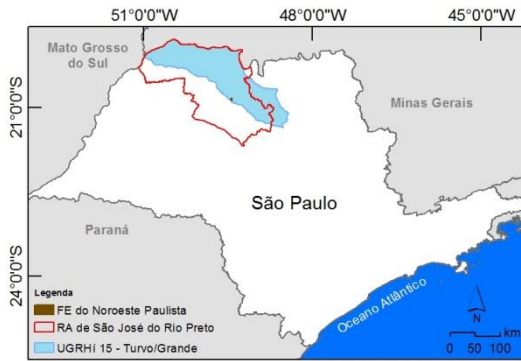 51°0'0"W 48°0'0"W 45°0'0"W
Mato Grosso
do Sul
21°0'0"S
Minas Gerais
São Paulo
Paraná
24°0'0"S
Oceano Atlântico
Legenda
FE do Noroeste Paulista
RA de São José do Rio Preto
UGRHi 15 - Turvo/Grande
N
km
0 50 100